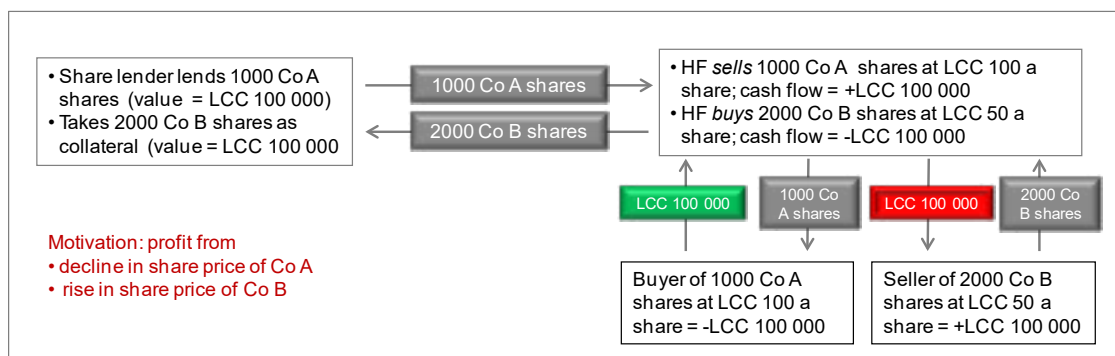 • Share lender lends 1000 Co A
shares (value = LCC 100 000)
• Takes 2000 Co B shares as
collateral (value = LCC 100 000
1000 Co A shares
2000 Co B shares
• HF sells 1000 Co A shares at LCC 100 a
share; cash flow = +LCC 100 000
• HF buys 2000 Co B shares at LCC 50 a
share; cash flow = -LCC 100 000
LCC 100 000
1000 Co
A shares
LCC 100 000
2000 Co
B shares
Motivation: profit from
• decline in share price of Co A
• rise in share price of Co B
Buyer of 1000 Co A
shares at LCC 100 a
share = -LCC 100 000
Seller of 2000 Co B
shares at LCC 50 a
share = +LCC 100 000